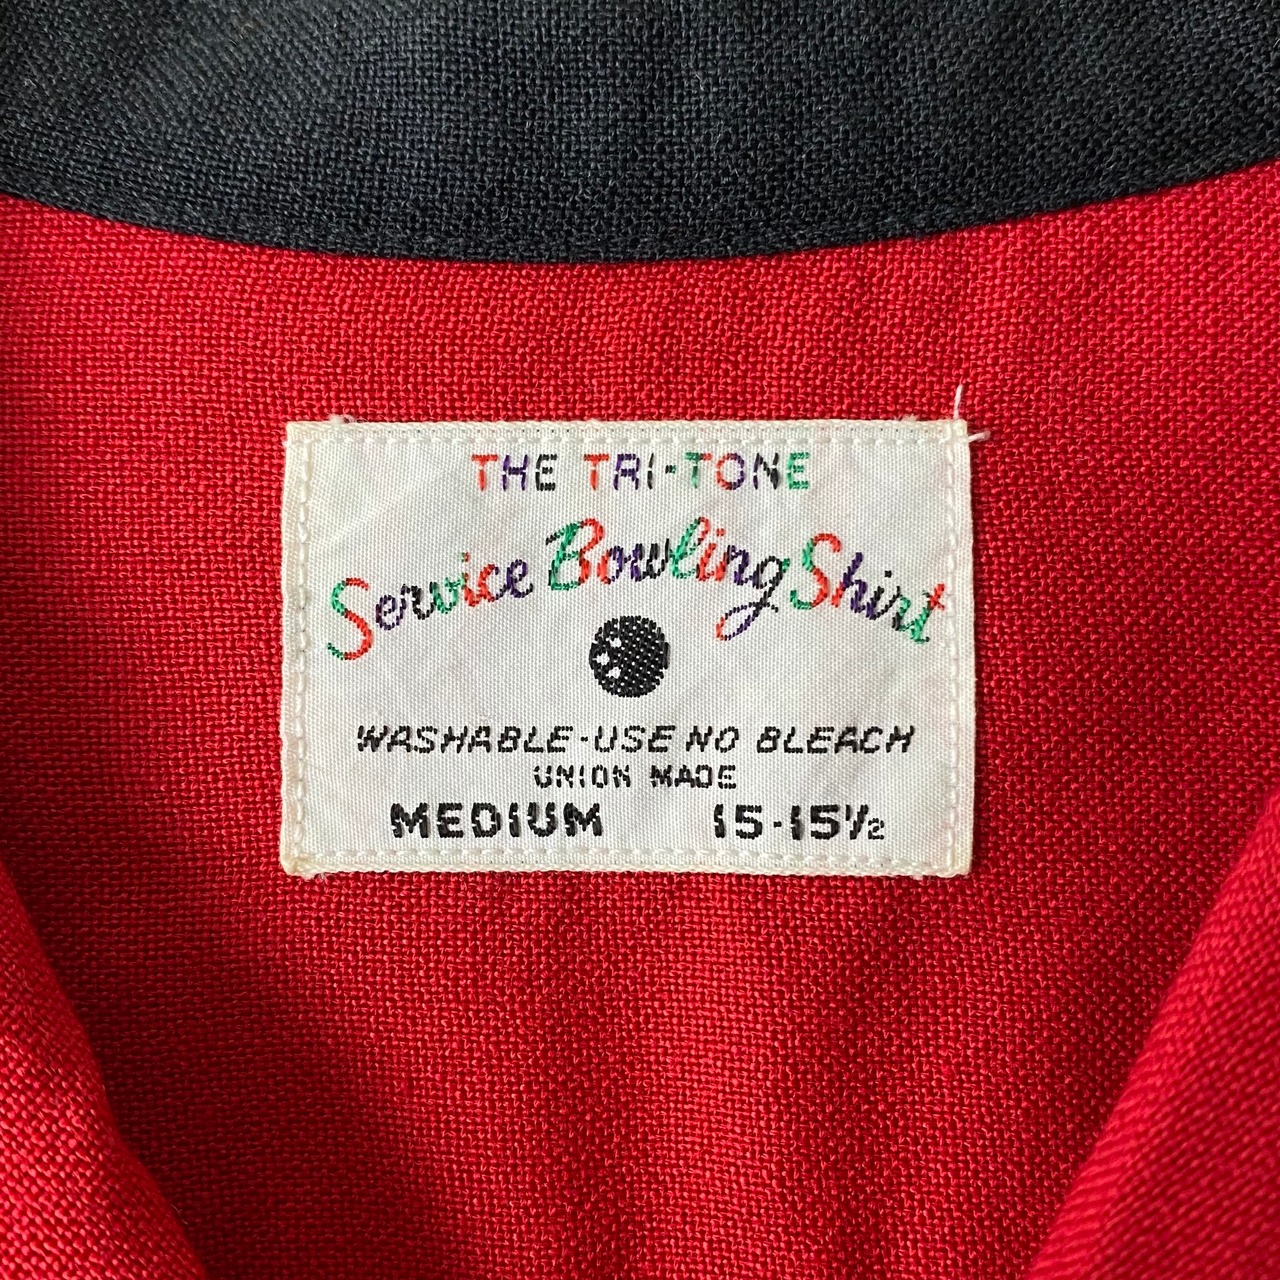 THE TRI-TONE
Service Bowling Shirt
WASHABLE-USE NO BLEACH
UNION MADE
MEDIUM 15-15½